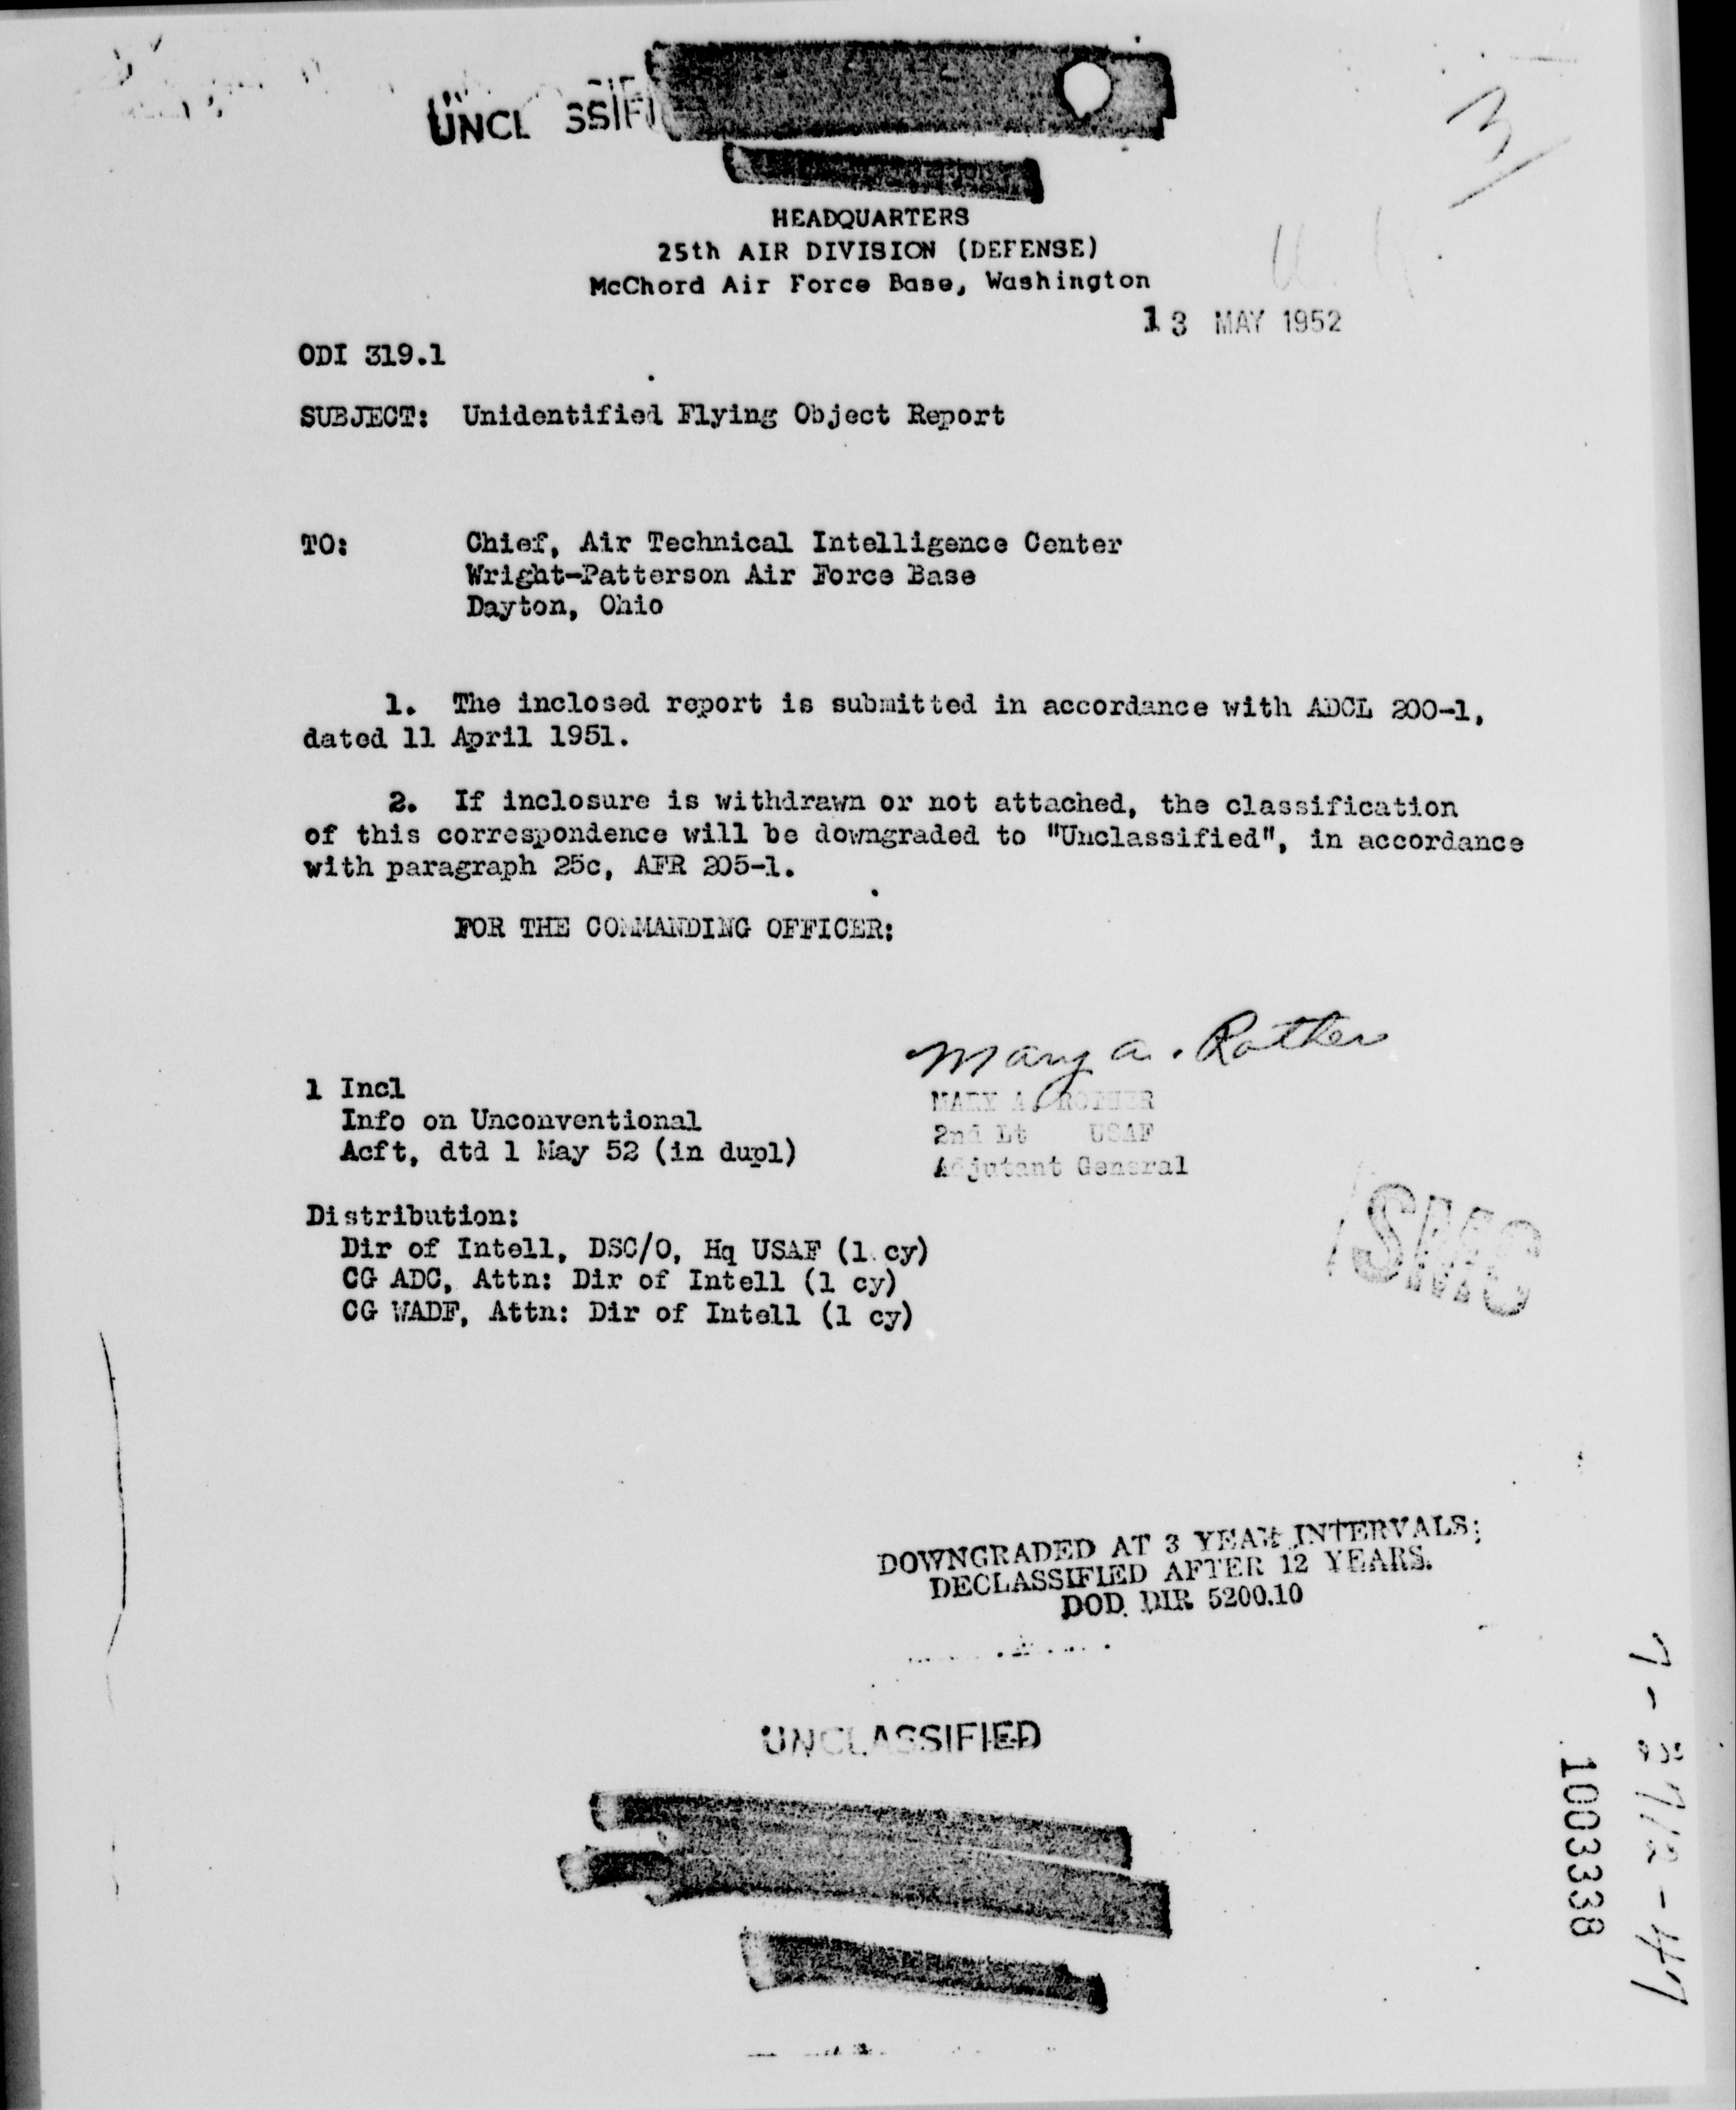 UNCLASSIFIED
HEADQUARTERS
25th AIR DIVISION (DEFENSE)
McChord Air Force Base, Washington
13 MAY 1952
ODI 319.1
SUBJECT: Unidentified Flying Object Report
TO: Chief, Air Technical Intelligence Center
Wright-Patterson Air Force Base
Dayton, Ohio
1. The inclosed report is submitted in accordance with ADCL 200-1,
dated 11 April 1951.
2. If inclosure is withdrawn or not attached, the classification
of this correspondence will be downgraded to "Unclassified", in accordance
with paragraph 25c, AFR 205-1.
FOR THE COMMANDING OFFICER:
Mary A. Rother
MARY A. ROTHER
2nd Lt USAF
Adjutant General
1 Incl
Info on Unconventional
Acft, dtd 1 May 52 (in dupl)
Distribution:
Dir of Intell, DSC/O, Hq USAF (1 cy)
CG ADC, Attn: Dir of Intell (1 cy)
CG WADF, Attn: Dir of Intell (1 cy)
SMC
DOWNGRADED AT 3 YEAR INTERVALS;
DECLASSIFIED AFTER 12 YEARS.
DOD DIR 5200.10
UNCLASSIFIED
1003338